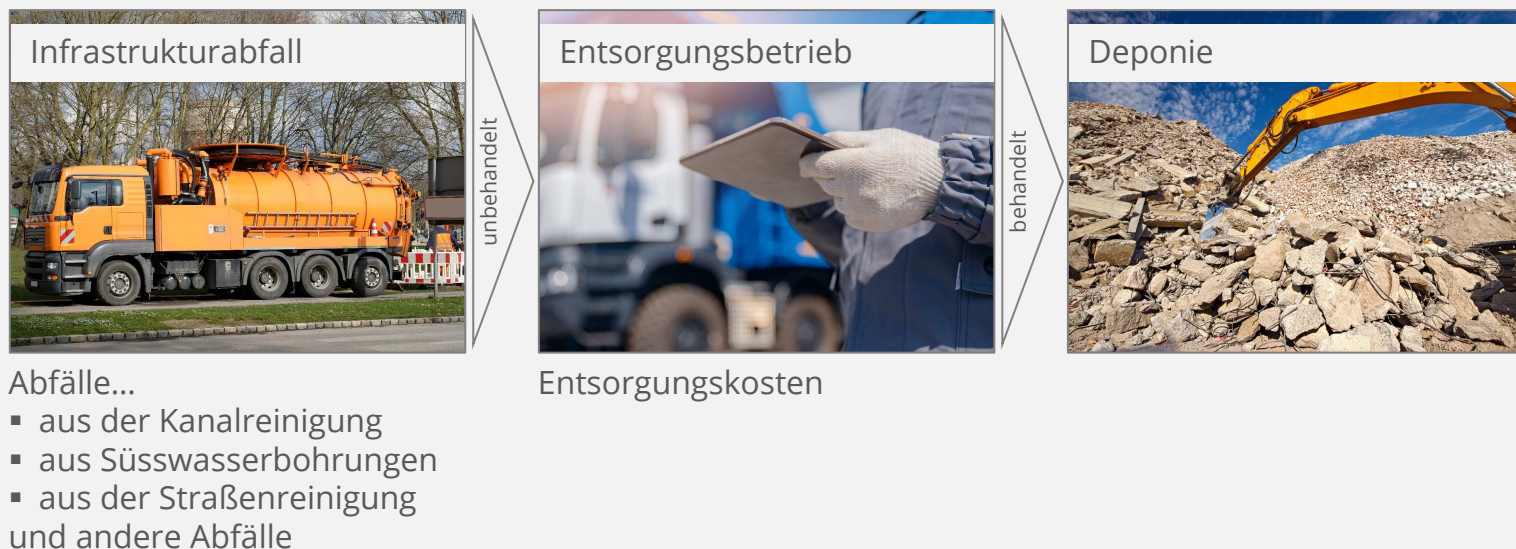 Infrastrukturabfall
unbehandelt
Entsorgungsbetrieb
behandelt
Deponie
Abfälle...
▪ aus der Kanalreinigung
▪ aus Süsswasserbohrungen
▪ aus der Straßenreinigung
und andere Abfälle
Entsorgungskosten